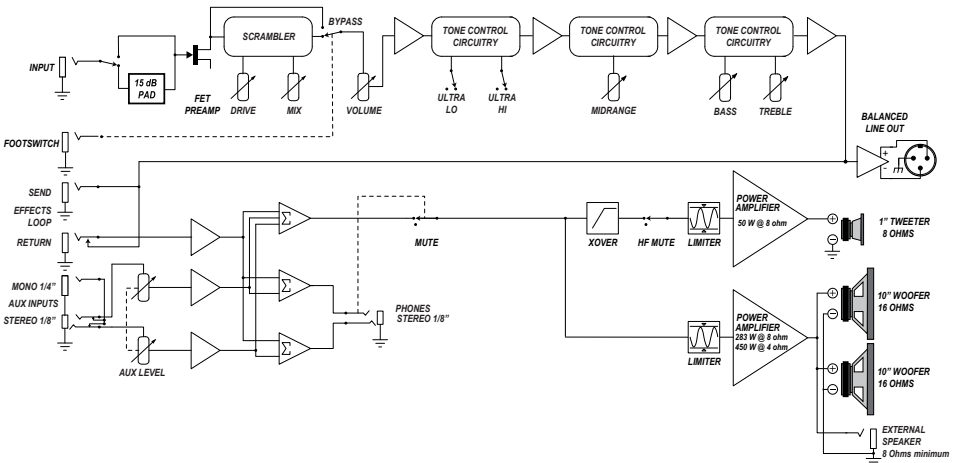 INPUT
15 dB
PAD
FET
PREAMP
SCRAMBLER
DRIVE
MIX
BYPASS
VOLUME
TONE CONTROL
CIRCUITRY
ULTRA
LO
ULTRA
HI
TONE CONTROL
CIRCUITRY
MIDRANGE
TONE CONTROL
CIRCUITRY
BASS
TREBLE
FOOTSWITCH
BALANCED
LINE OUT
+
-
SEND
EFFECTS
LOOP
RETURN
MONO 1/4"
AUX INPUTS
STEREO 1/8"
AUX LEVEL
Σ
Σ
Σ
MUTE
PHONES
STEREO 1/8"
XOVER
HF MUTE
LIMITER
POWER
AMPLIFIER
50 W @ 8 ohm
+
−
1" TWEETER
8 OHMS
LIMITER
POWER
AMPLIFIER
283 W @ 8 ohm
450 W @ 4 ohm
+
−
10" WOOFER
16 OHMS
+
−
10" WOOFER
16 OHMS
EXTERNAL
SPEAKER
8 Ohms minimum